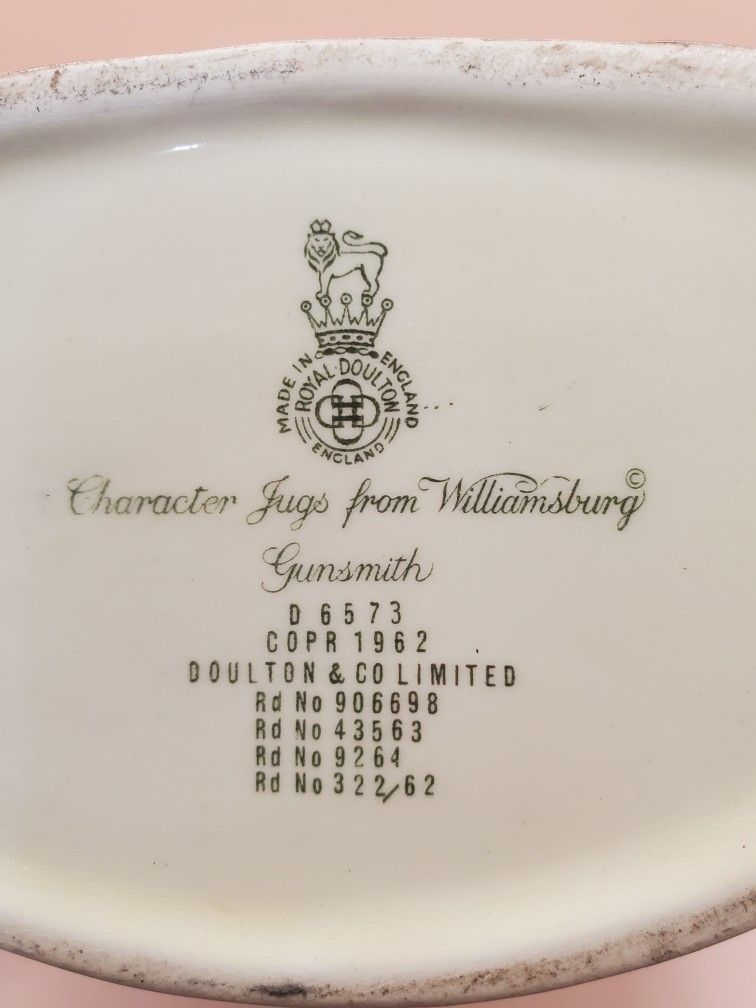 MADE IN ENGLAND
ROYAL DOULTON
ENGLAND
Character Jugs from Williamsburg ©
Gunsmith
D 6573
COPR 1962
DOULTON & CO LIMITED
Rd No 906698
Rd No 43563
Rd No 9264
Rd No 322/62